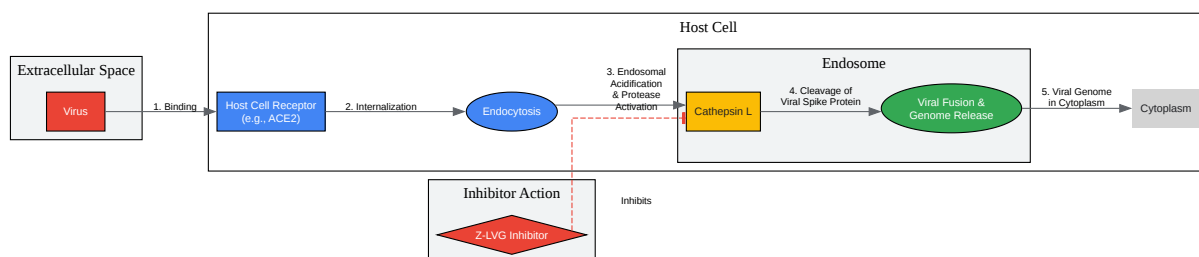 Host Cell
Extracellular Space
Virus
1. Binding
Host Cell Receptor
(e.g., ACE2)
2. Internalization
Endocytosis
3. Endosomal
Acidification
& Protease
Activation
Endosome
Cathepsin L
4. Cleavage of
Viral Spike Protein
Viral Fusion &
Genome Release
5. Viral Genome
in Cytoplasm
Cytoplasm
Inhibitor Action
Z-LVG Inhibitor
Inhibits